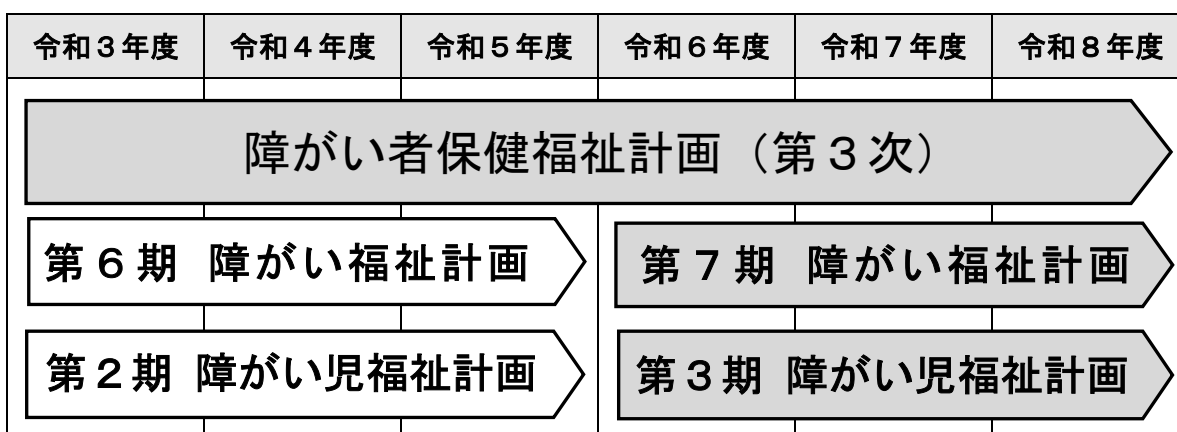 令和３年度 令和４年度 令和５年度 令和６年度 令和７年度 令和８年度
障がい者保健福祉計画（第３次）
第６期 障がい福祉計画 第７期 障がい福祉計画
第２期 障がい児福祉計画 第３期 障がい児福祉計画